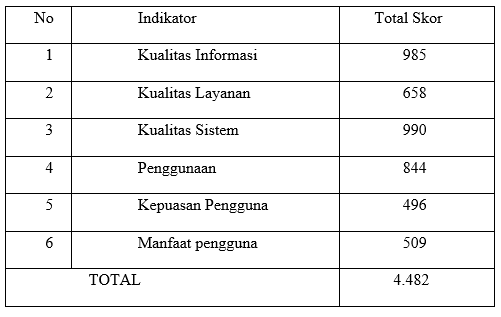 No Indikator Total Skor
1 Kualitas Informasi 985
2 Kualitas Layanan 658
3 Kualitas Sistem 990
4 Penggunaan 844
5 Kepuasan Pengguna 496
6 Manfaat pengguna 509
TOTAL 4.482